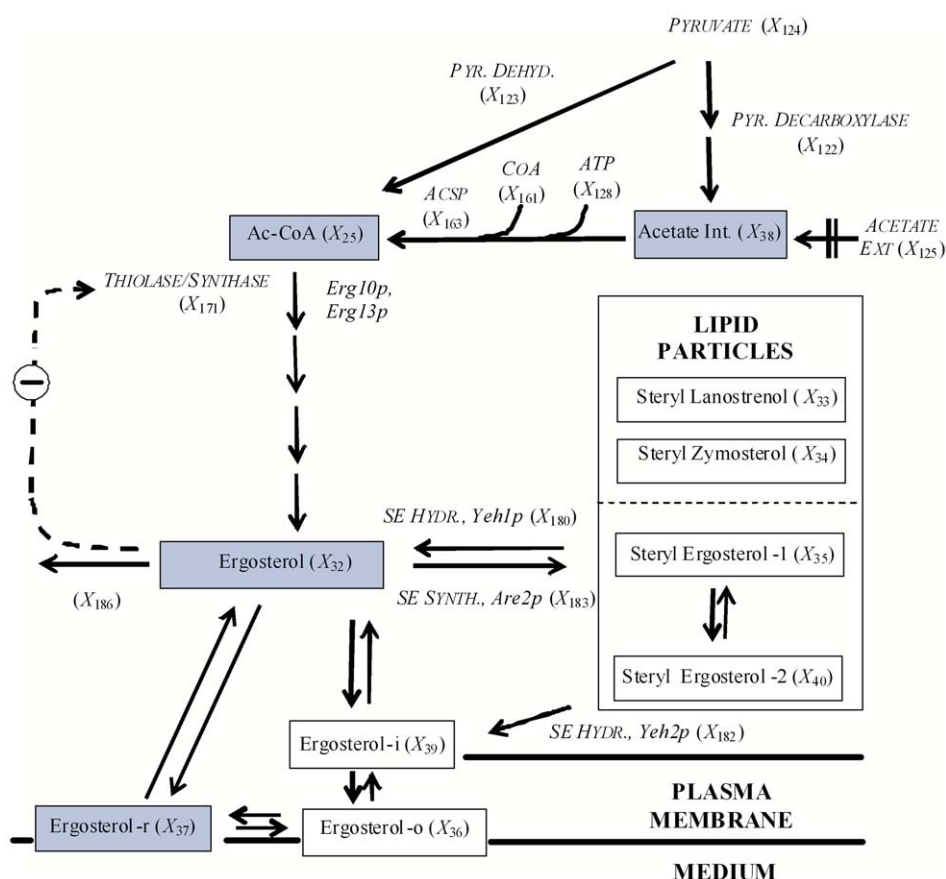 PYRUVATE (X124)
PYR. DEHYD.
(X123)
PYR. DECARBOXYLASE
(X122)
COA
(X161)
ATP
(X128)
ACSP
(X163)
Ac-CoA (X25)
Acetate Int. (X38)
ACETATE
EXT (X125)
THIOLASE/SYNTHASE
(X171)
Erg10p,
Erg13p
LIPID
PARTICLES
Steryl Lanostrenol (X33)
Steryl Zymosterol (X34)
SE HYDR., Yeh1p (X180)
Steryl Ergosterol -1 (X35)
Ergosterol (X32)
(X186)
SE SYNTH., Are2p (X183)
Steryl Ergosterol -2 (X40)
SE HYDR., Yeh2p (X182)
Ergosterol-i (X39)
PLASMA
MEMBRANE
Ergosterol-r (X37)
Ergosterol-o (X36)
MEDIUM